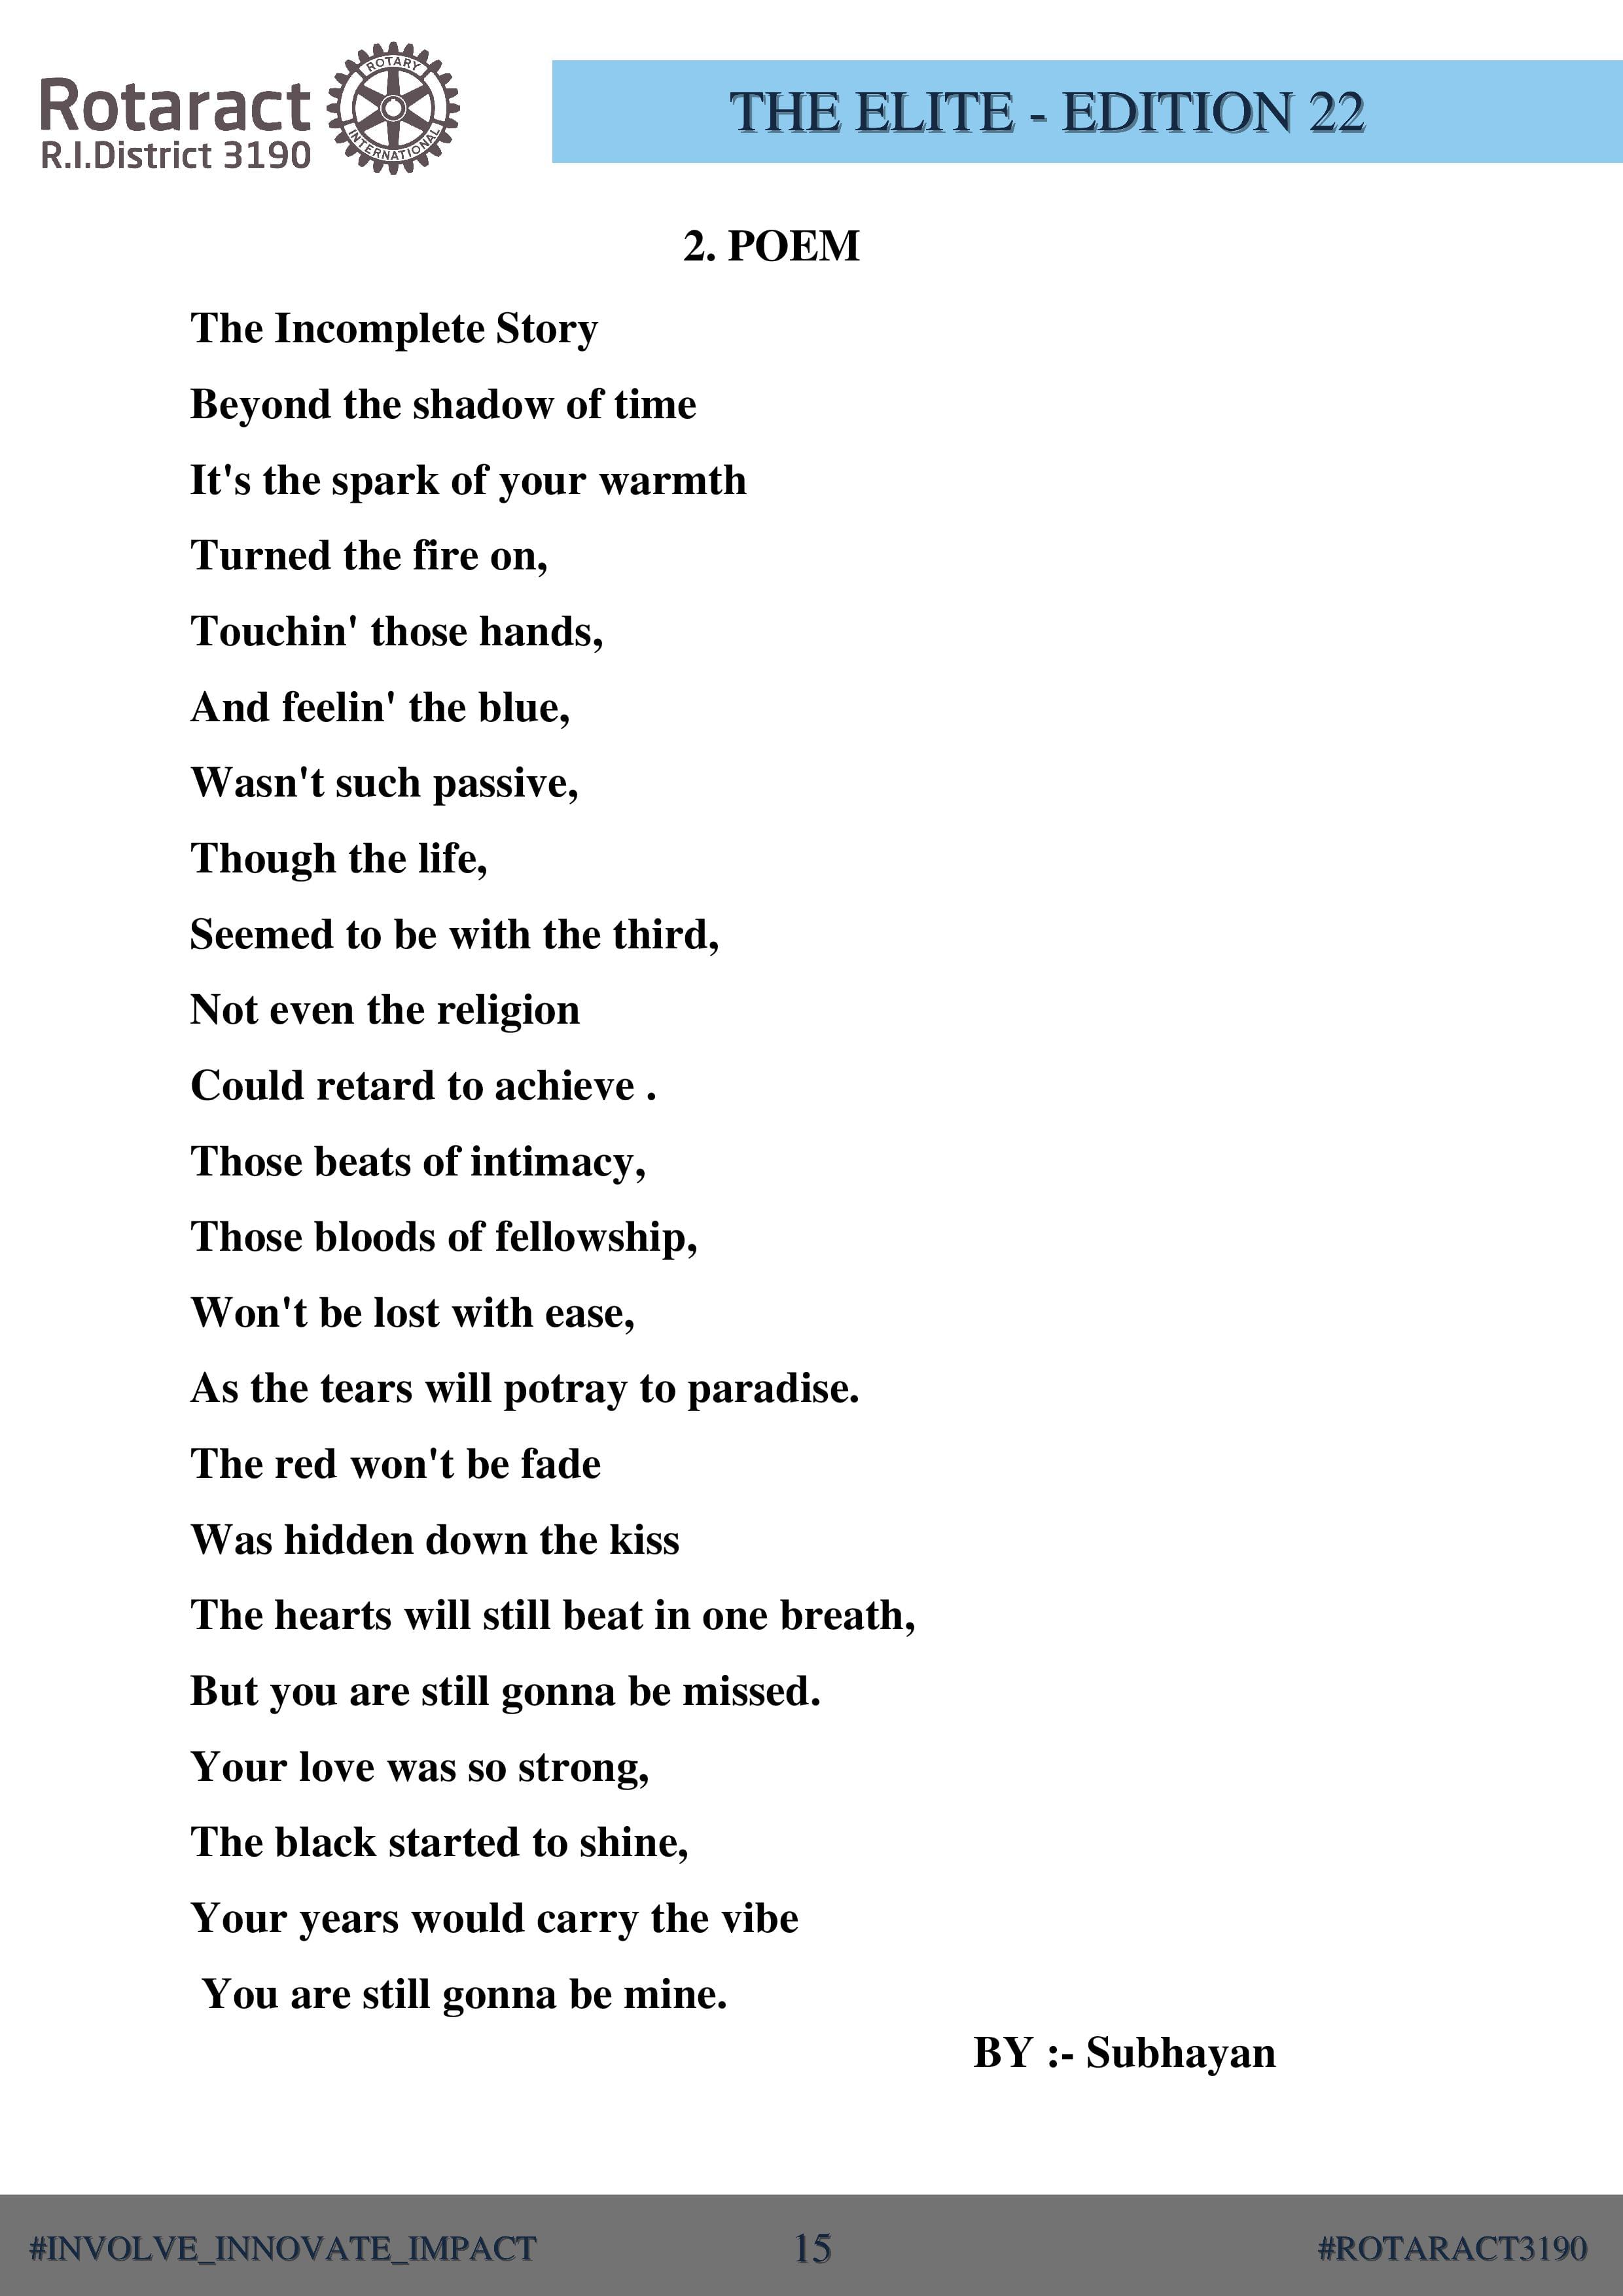 Rotaract
R.I.District 3190
ROTARY
INTERNATIONAL
THE ELITE - EDITION 22
2. POEM
The Incomplete Story
Beyond the shadow of time
It's the spark of your warmth
Turned the fire on,
Touchin' those hands,
And feelin' the blue,
Wasn't such passive,
Though the life,
Seemed to be with the third,
Not even the religion
Could retard to achieve .
Those beats of intimacy,
Those bloods of fellowship,
Won't be lost with ease,
As the tears will potray to paradise.
The red won't be fade
Was hidden down the kiss
The hearts will still beat in one breath,
But you are still gonna be missed.
Your love was so strong,
The black started to shine,
Your years would carry the vibe
You are still gonna be mine.
BY :- Subhayan
#INVOLVE_INNOVATE_IMPACT
15
#ROTARACT3190